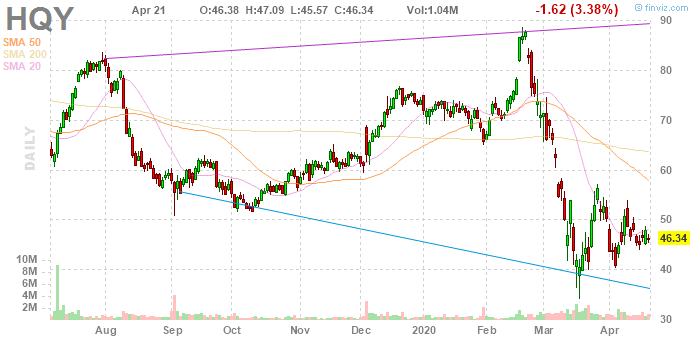 HQY Apr 21 O:46.38 H:47.09 L:45.57 C:46.34 Vol:1.04M -1.62 (3.38%)
© finviz.com
SMA 50
SMA 200
SMA 20
DAILY
90
80
70
60
50
46.34
40
30
10M
8M
6M
4M
2M
Aug Sep Oct Nov Dec 2020 Feb Mar Apr